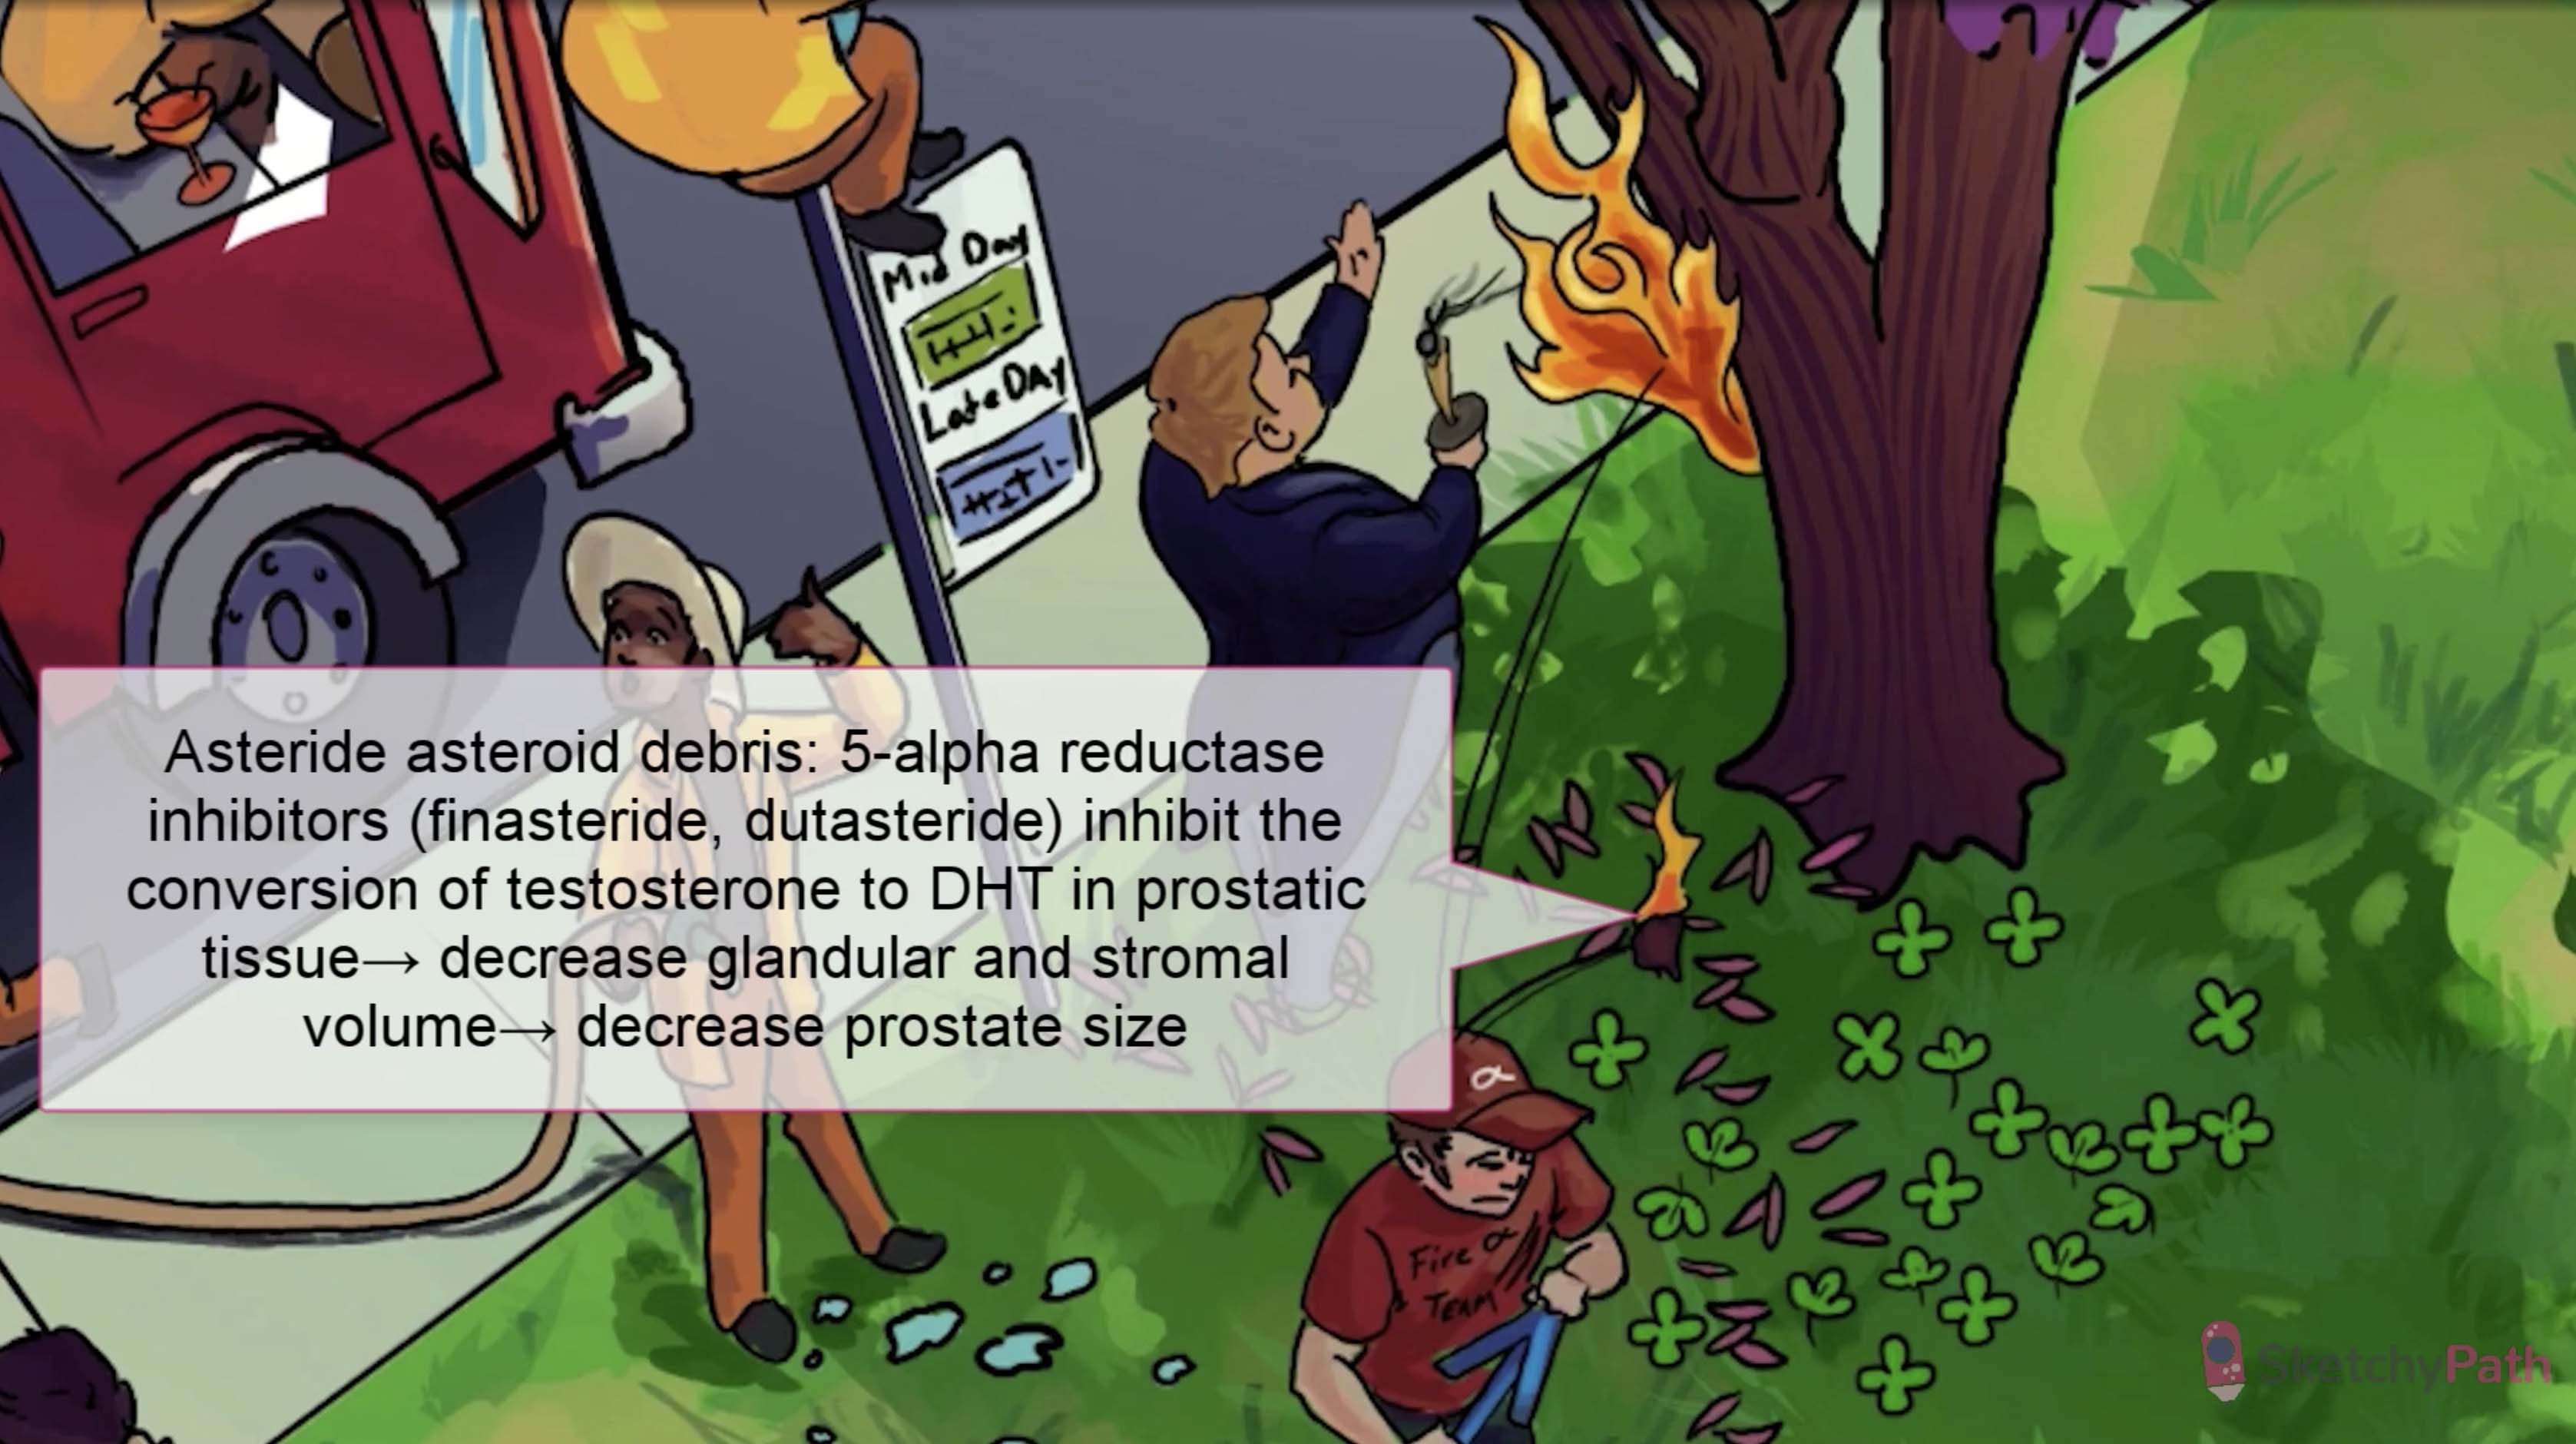 Mid Day
Late DAy
Asteride asteroid debris: 5-alpha reductase
inhibitors (finasteride, dutasteride) inhibit the
conversion of testosterone to DHT in prostatic
tissue→ decrease glandular and stromal
volume→ decrease prostate size
α
Fire α
TEAM
SketchyPath